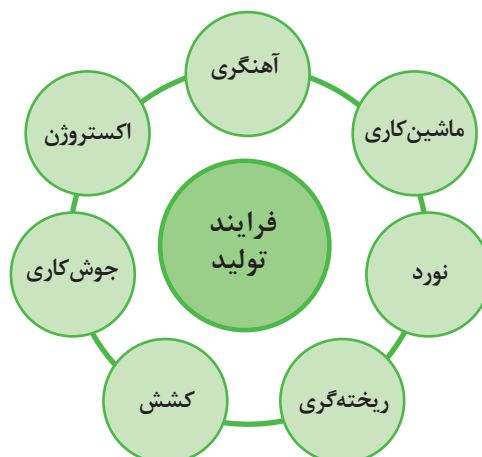 آهنگری
ماشین‌کاری
نورد
ریخته‌گری
کشش
جوش‌کاری
اکستروژن
فرایند
تولید